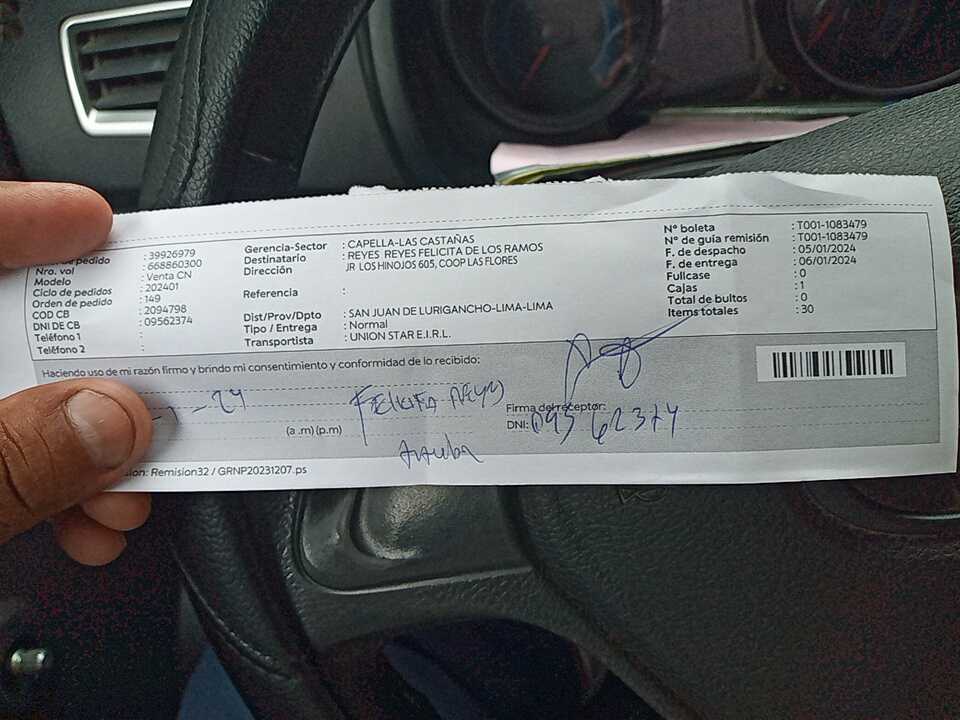 pedido : 39926979
Nro. vol : 668860300
Modelo : Venta CN
Ciclo de pedidos : 202401
Orden de pedido : 149
COD CB : 2094798
DNI DE CB : 09562374
Teléfono 1 :
Teléfono 2 :
Gerencia-Sector : CAPELLA-LAS CASTAÑAS
Destinatario : REYES REYES FELICITA DE LOS RAMOS
Dirección JR LOS HINOJOS 605, COOP LAS FLORES
Referencia :
Dist/Prov/Dpto : SAN JUAN DE LURIGANCHO-LIMA-LIMA
Tipo / Entrega : Normal
Transportista : UNION STAR E.I.R.L.
N° boleta : T001-1083479
N° de guía remisión : T001-1083479
F. de despacho : 05/01/2024
F. de entrega : 06/01/2024
Fullcase : 0
Cajas : 1
Total de bultos : 0
Items totales : 30
Haciendo uso de mi razón firmo y brindo mi consentimiento y conformidad de lo recibido:
-1-24
(a .m) (p.m)
Reyes
Firma del receptor:
DNI: 09562374
Remision32 / GRNP20231207.ps